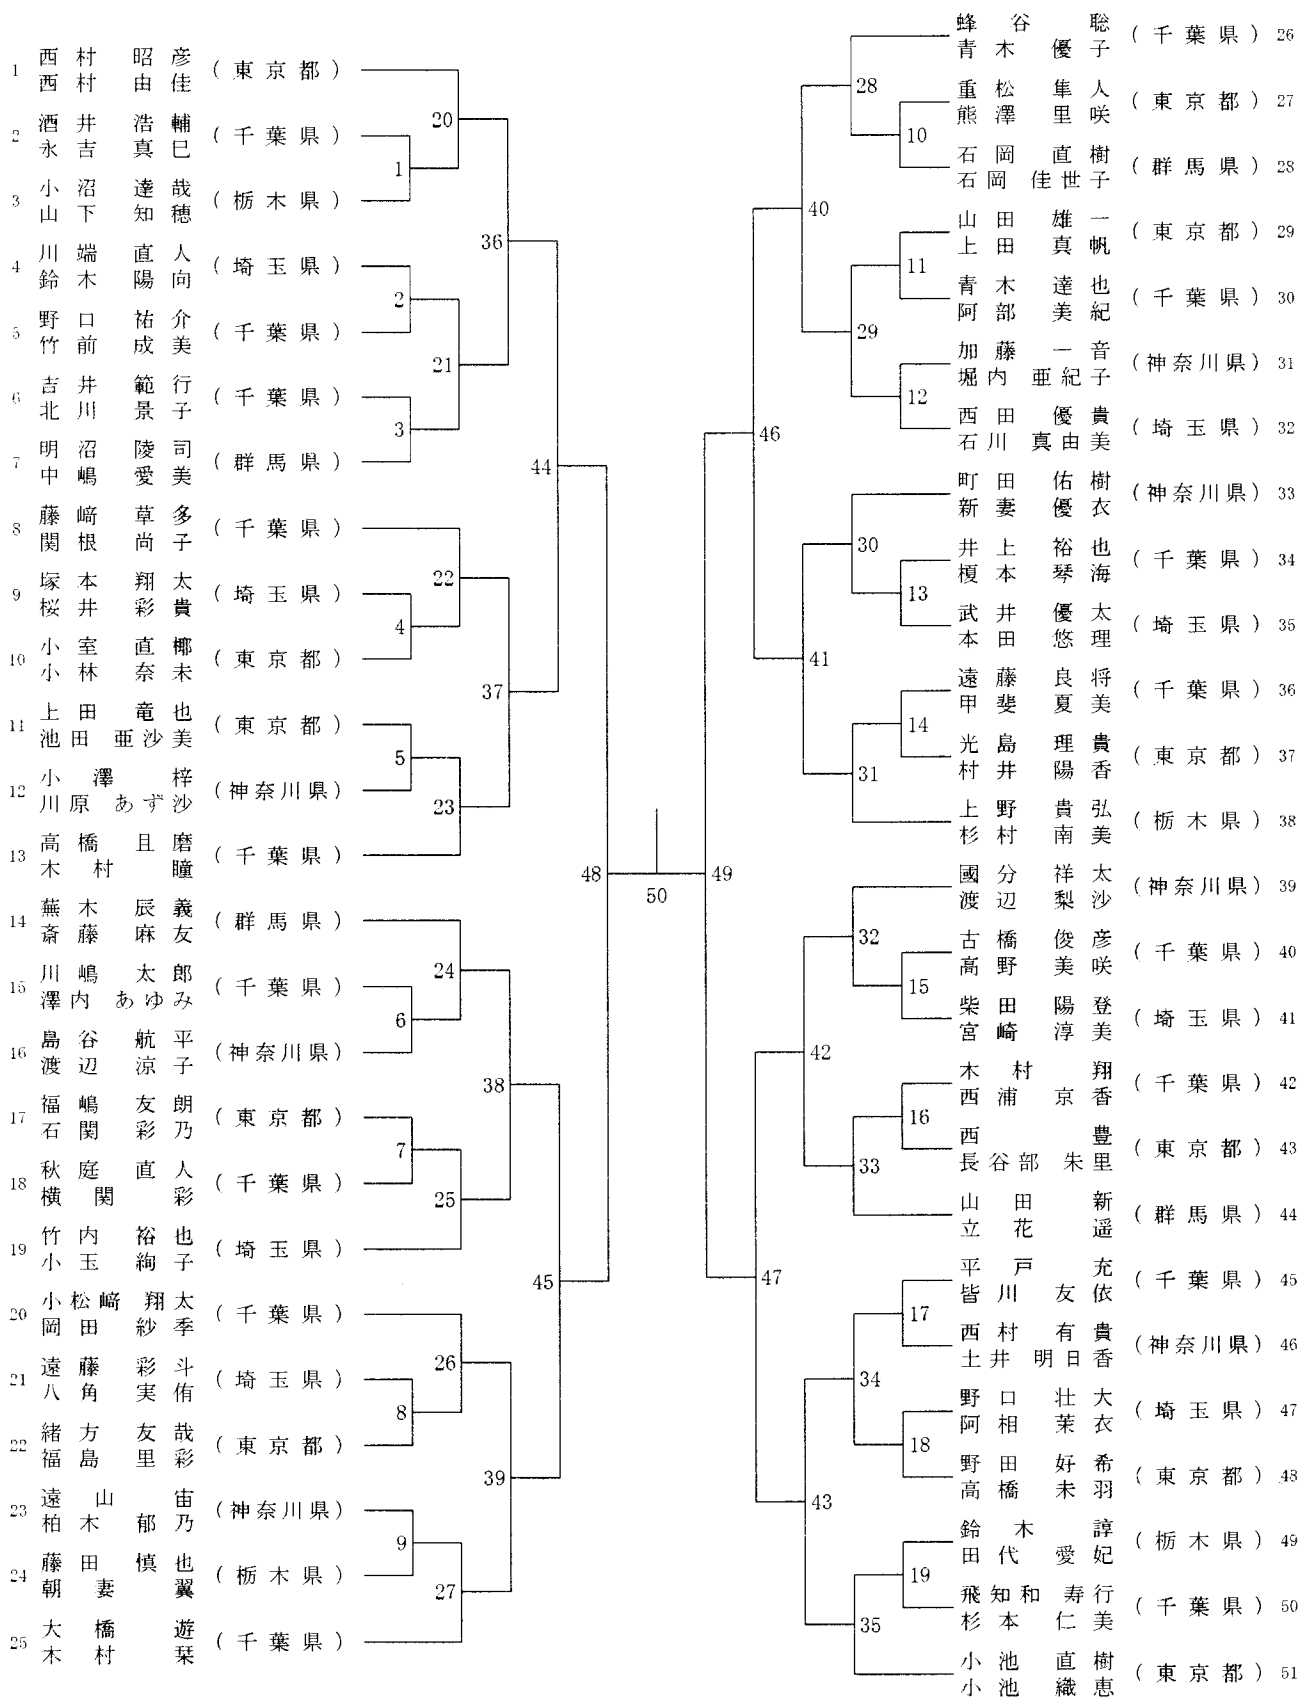 1 西村 昭彦 (東京都)
西村 由佳
2 酒井 浩輔 (千葉県)
永吉 真巳
3 小沼 達哉 (栃木県)
山下 知穂
4 川端 直人 (埼玉県)
鈴木 陽向
5 野口 祐介 (千葉県)
竹前 成美
6 吉井 範行 (千葉県)
北川 景子
7 明沼 陵司 (群馬県)
中嶋 愛美
8 藤﨑 草多 (千葉県)
関根 尚子
9 塚本 翔太 (埼玉県)
桜井 彩貴
10 小室 直椰 (東京都)
小林 奈未
11 上田 竜也 (東京都)
池田 亜沙美
12 小澤 梓 (神奈川県)
川原 あず沙
13 高橋 且磨 (千葉県)
木村 瞳
14 蕪木 辰義 (群馬県)
斎藤 麻友
15 川嶋 太郎 (千葉県)
澤内 あゆみ
16 島谷 航平 (神奈川県)
渡辺 涼子
17 福嶋 友朗 (東京都)
石関 彩乃
18 秋庭 直人 (千葉県)
横関 彩
19 竹内 裕也 (埼玉県)
小玉 絢子
20 小松﨑 翔太 (千葉県)
岡田 紗季
21 遠藤 彩斗 (埼玉県)
八角 実侑
22 緒方 友哉 (東京都)
福島 里彩
23 遠山 宙 (神奈川県)
柏木 郁乃
24 藤田 慎也 (栃木県)
朝妻 翼
25 大橋 遊 (千葉県)
木村 栞
20
1
36
2
21
3
44
22
4
37
5
23
48
24
6
38
7
25
45
26
8
39
9
27
50
49
28
10
40
11
29
12
46
30
13
41
14
31
32
15
42
16
33
47
17
34
18
43
19
35
蜂谷 聡 (千葉県) 26
青木 優子
重松 隼人 (東京都) 27
熊澤 里咲
石岡 直樹 (群馬県) 28
石岡 佳世子
山田 雄一 (東京都) 29
上田 真帆
青木 達也 (千葉県) 30
阿部 美紀
加藤 一音 (神奈川県) 31
堀内 亜紀子
西田 優貴 (埼玉県) 32
石川 真由美
町田 佑樹 (神奈川県) 33
新妻 優衣
井上 裕也 (千葉県) 34
榎本 琴海
武井 優太 (埼玉県) 35
本田 悠理
遠藤 良将 (千葉県) 36
甲斐 夏美
光島 理貴 (東京都) 37
村井 陽香
上野 貴弘 (栃木県) 38
杉村 南美
國分 祥太 (神奈川県) 39
渡辺 梨沙
古橋 俊彦 (千葉県) 40
高野 美咲
柴田 陽登 (埼玉県) 41
宮崎 淳美
木村 翔 (千葉県) 42
西浦 京香
西 豊 (東京都) 43
長谷部 朱里
山田 新 (群馬県) 44
立花 遥
平戸 充 (千葉県) 45
皆川 友依
西村 有貴 (神奈川県) 46
土井 明日香
野口 壮大 (埼玉県) 47
阿相 茉衣
野田 好希 (東京都) 48
高橋 未羽
鈴木 諄 (栃木県) 49
田代 愛妃
飛知和 寿行 (千葉県) 50
杉本 仁美
小池 直樹 (東京都) 51
小池 織恵